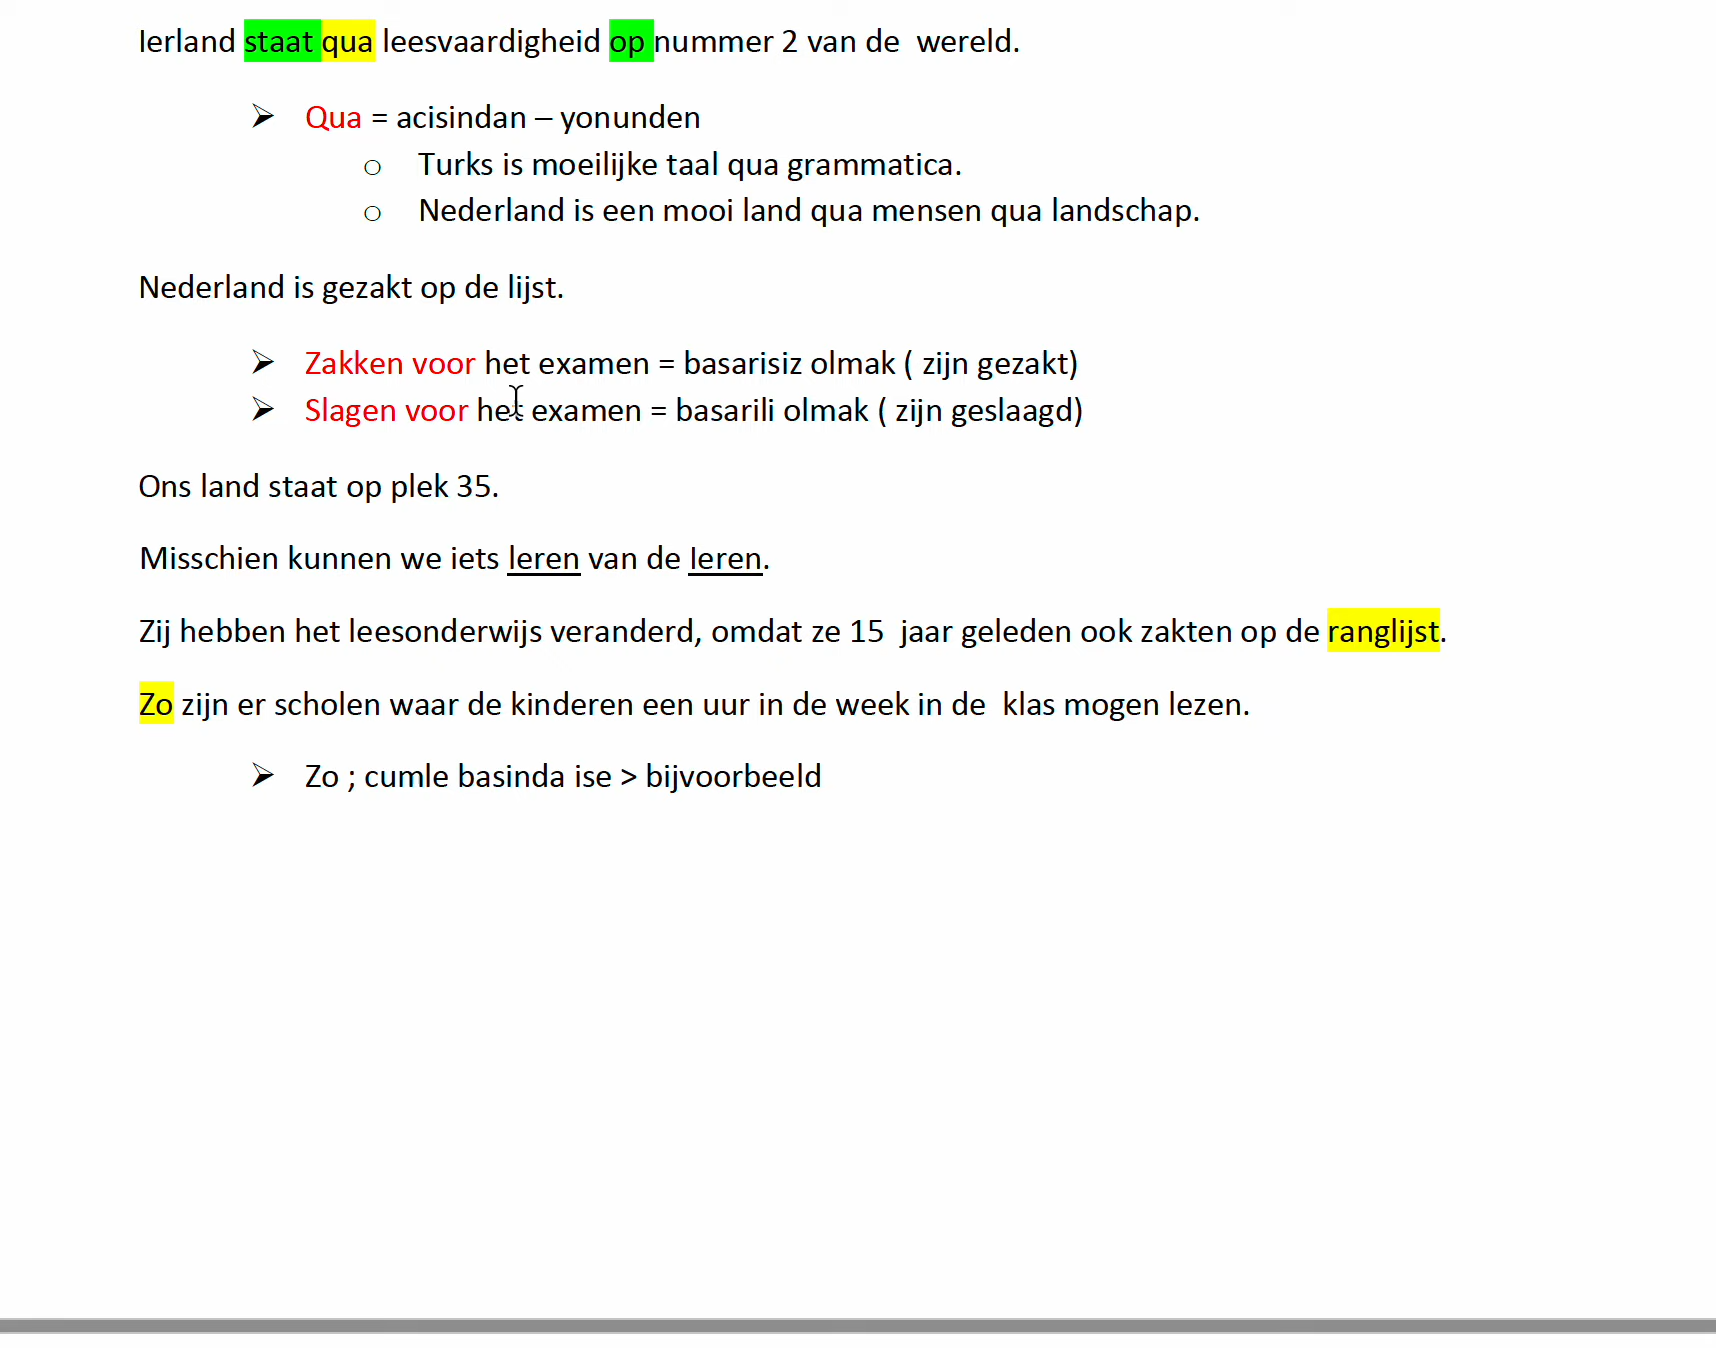 Ierland staat qua leesvaardigheid op nummer 2 van de  wereld.
➢ Qua = acisindan – yonunden
o Turks is moeilijke taal qua grammatica.
o Nederland is een mooi land qua mensen qua landschap.
Nederland is gezakt op de lijst.
➢ Zakken voor het examen = basarisiz olmak ( zijn gezakt)
➢ Slagen voor het examen = basarili olmak ( zijn geslaagd)
Ons land staat op plek 35.
Misschien kunnen we iets leren van de Ieren.
Zij hebben het leesonderwijs veranderd, omdat ze 15  jaar geleden ook zakten op de ranglijst.
Zo zijn er scholen waar de kinderen een uur in de week in de  klas mogen lezen.
➢ Zo ; cumle basinda ise > bijvoorbeeld